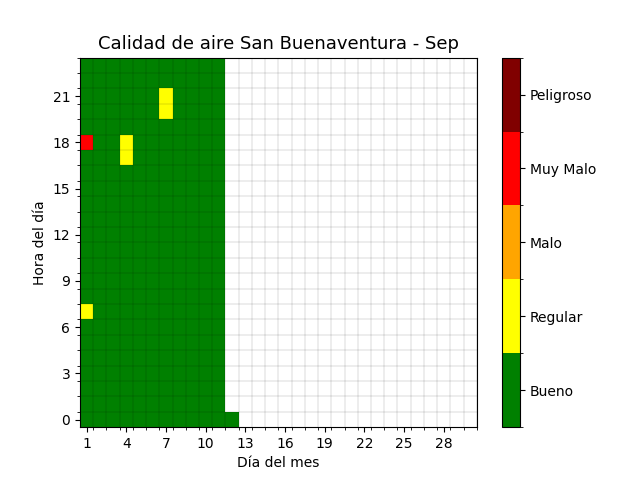 Calidad de aire San Buenaventura - Sep
Hora del día
21
18
15
12
9
6
3
0
1 4 7 10 13 16 19 22 25 28
Día del mes
Peligroso
Muy Malo
Malo
Regular
Bueno